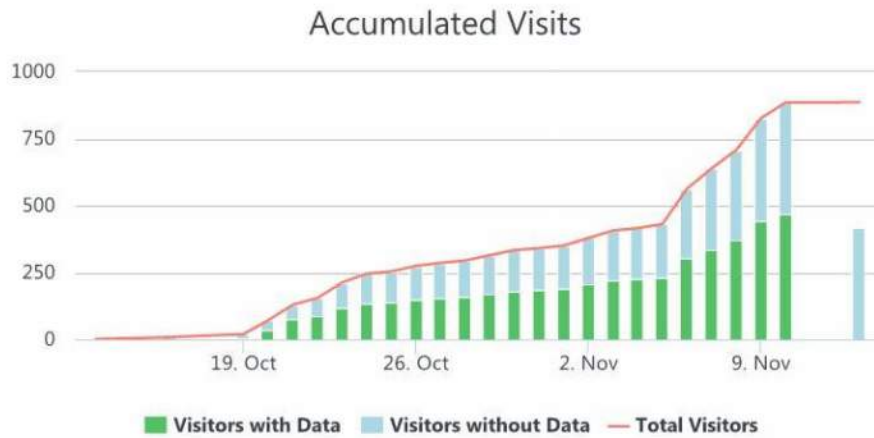 Accumulated Visits
1000
750
500
250
0
19. Oct 26. Oct 2. Nov 9. Nov
Visitors with Data Visitors without Data Total Visitors